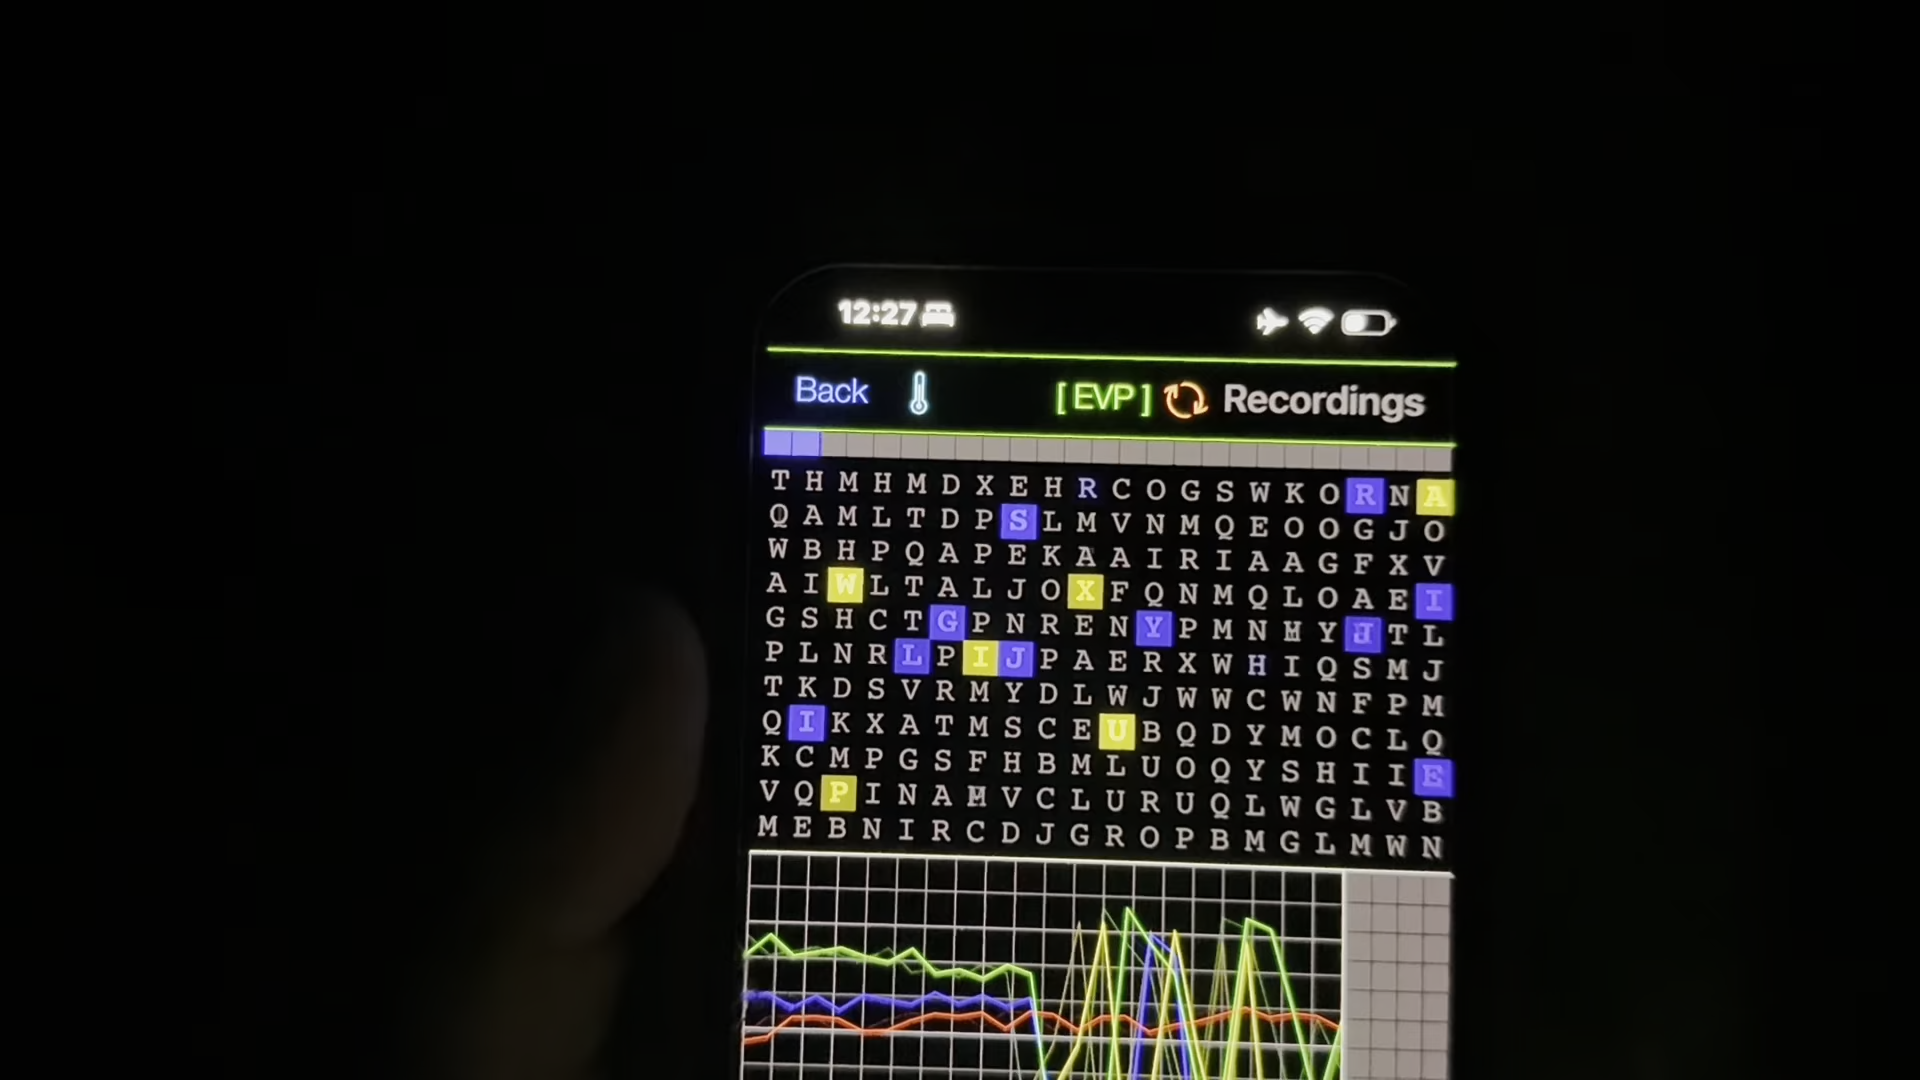 12:27
Back [ EVP ] Recordings
T H M H M D X E H R C O G S W K O R N A
Q A M L T D P S L M V N M Q E O O G J O
W B H P Q A P E K A A I R I A A G F X V
A I W L T A L J O X F Q N M Q L O A E I
G S H C T G P N R E N Y P M N M Y J T L
P L N R L P I J P A E R X W H I Q S M J
T K D S V R M Y D L W J W W C W N F P M
Q I K X A T M S C E U B Q D Y M O C L Q
K C M P G S F H B M L U O Q Y S H I I E
V Q P I N A M V C L U R U Q L W G L V B
M E B N I R C D J G R O P B M G L M W N